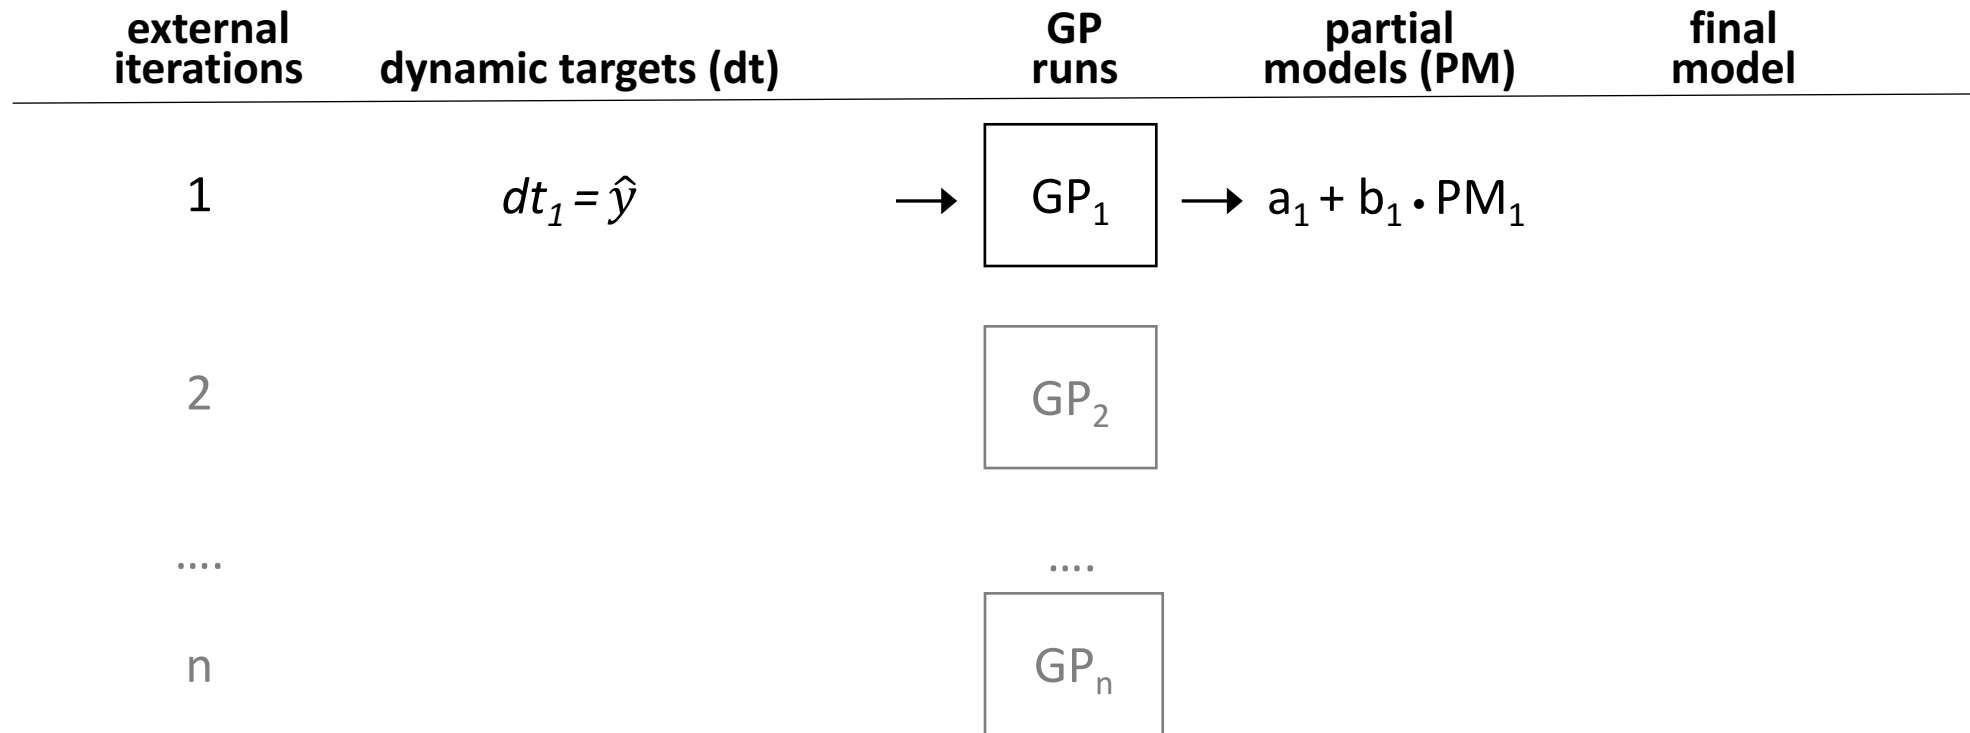 external iterations	dynamic targets (dt)	GP runs	partial models (PM)	final model
1	dt₁ = ŷ	→	GP₁	→	a₁ + b₁ • PM₁
2	GP₂
....	....
n	GPₙ